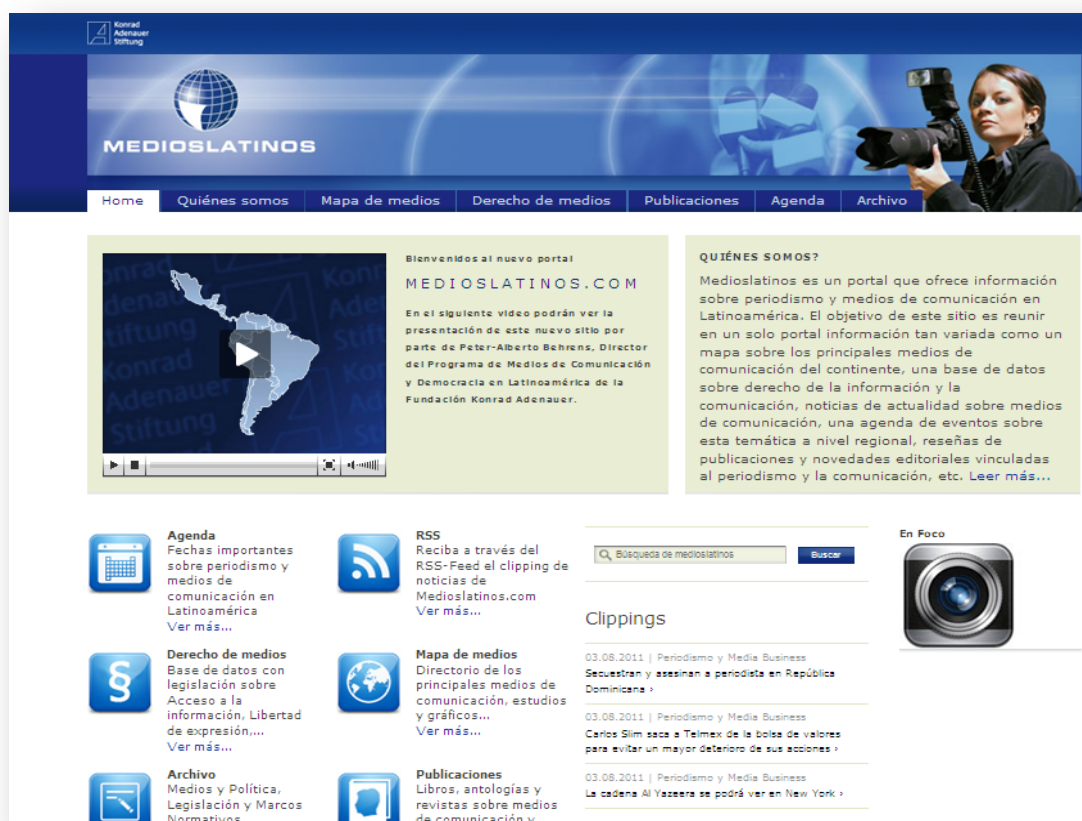 Konrad
Adenauer
Stiftung
MEDIOSLATINOS
Home Quiénes somos Mapa de medios Derecho de medios Publicaciones Agenda Archivo
Bienvenidos al nuevo portal
MEDIOSLATINOS.COM
En el siguiente video podrán ver la
presentación de este nuevo sitio por
parte de Peter-Alberto Behrens, Director
del Programa de Medios de Comunicación
y Democracia en Latinoamérica de la
Fundación Konrad Adenauer.
QUIÉNES SOMOS?
Medioslatinos es un portal que ofrece información
sobre periodismo y medios de comunicación en
Latinoamérica. El objetivo de este sitio es reunir
en un solo portal información tan variada como un
mapa sobre los principales medios de
comunicación del continente, una base de datos
sobre derecho de la información y la
comunicación, noticias de actualidad sobre medios
de comunicación, una agenda de eventos sobre
esta temática a nivel regional, reseñas de
publicaciones y novedades editoriales vinculadas
al periodismo y la comunicación, etc. Leer más...
Agenda
Fechas importantes
sobre periodismo y
medios de
comunicación en
Latinoamérica
Ver más...
RSS
Reciba a través del
RSS-Feed el clipping de
noticias de
Medioslatinos.com
Ver más...
Derecho de medios
Base de datos con
legislación sobre
Acceso a la
información, Libertad
de expresión,...
Ver más...
Mapa de medios
Directorio de los
principales medios de
comunicación, estudios
y gráficos...
Ver más...
Archivo
Medios y Política,
Legislación y Marcos
Normativos
Publicaciones
Libros, antologías y
revistas sobre medios
de comunicación y
Búsqueda de medioslatinos Buscar
Clippings
03.08.2011 | Periodismo y Media Business
Secuestran y asesinan a periodista en República
Dominicana ›
03.08.2011 | Periodismo y Media Business
Carlos Slim saca a Telmex de la bolsa de valores
para evitar un mayor deterioro de sus acciones ›
03.08.2011 | Periodismo y Media Business
La cadena Al Yazeera se podrá ver en New York ›
En Foco